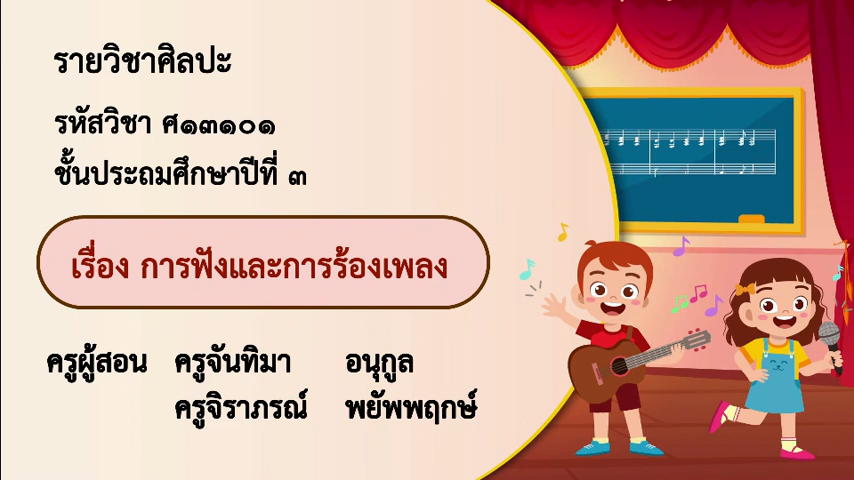 รายวิชาศิลปะ
รหัสวิชา ศ๑๓๑๐๑
ชั้นประถมศึกษาปีที่ ๓
เรื่อง การฟังและการร้องเพลง
ครูผู้สอน ครูจันทิมา อนุกูล
ครูจิราภรณ์ พยัพพฤกษ์